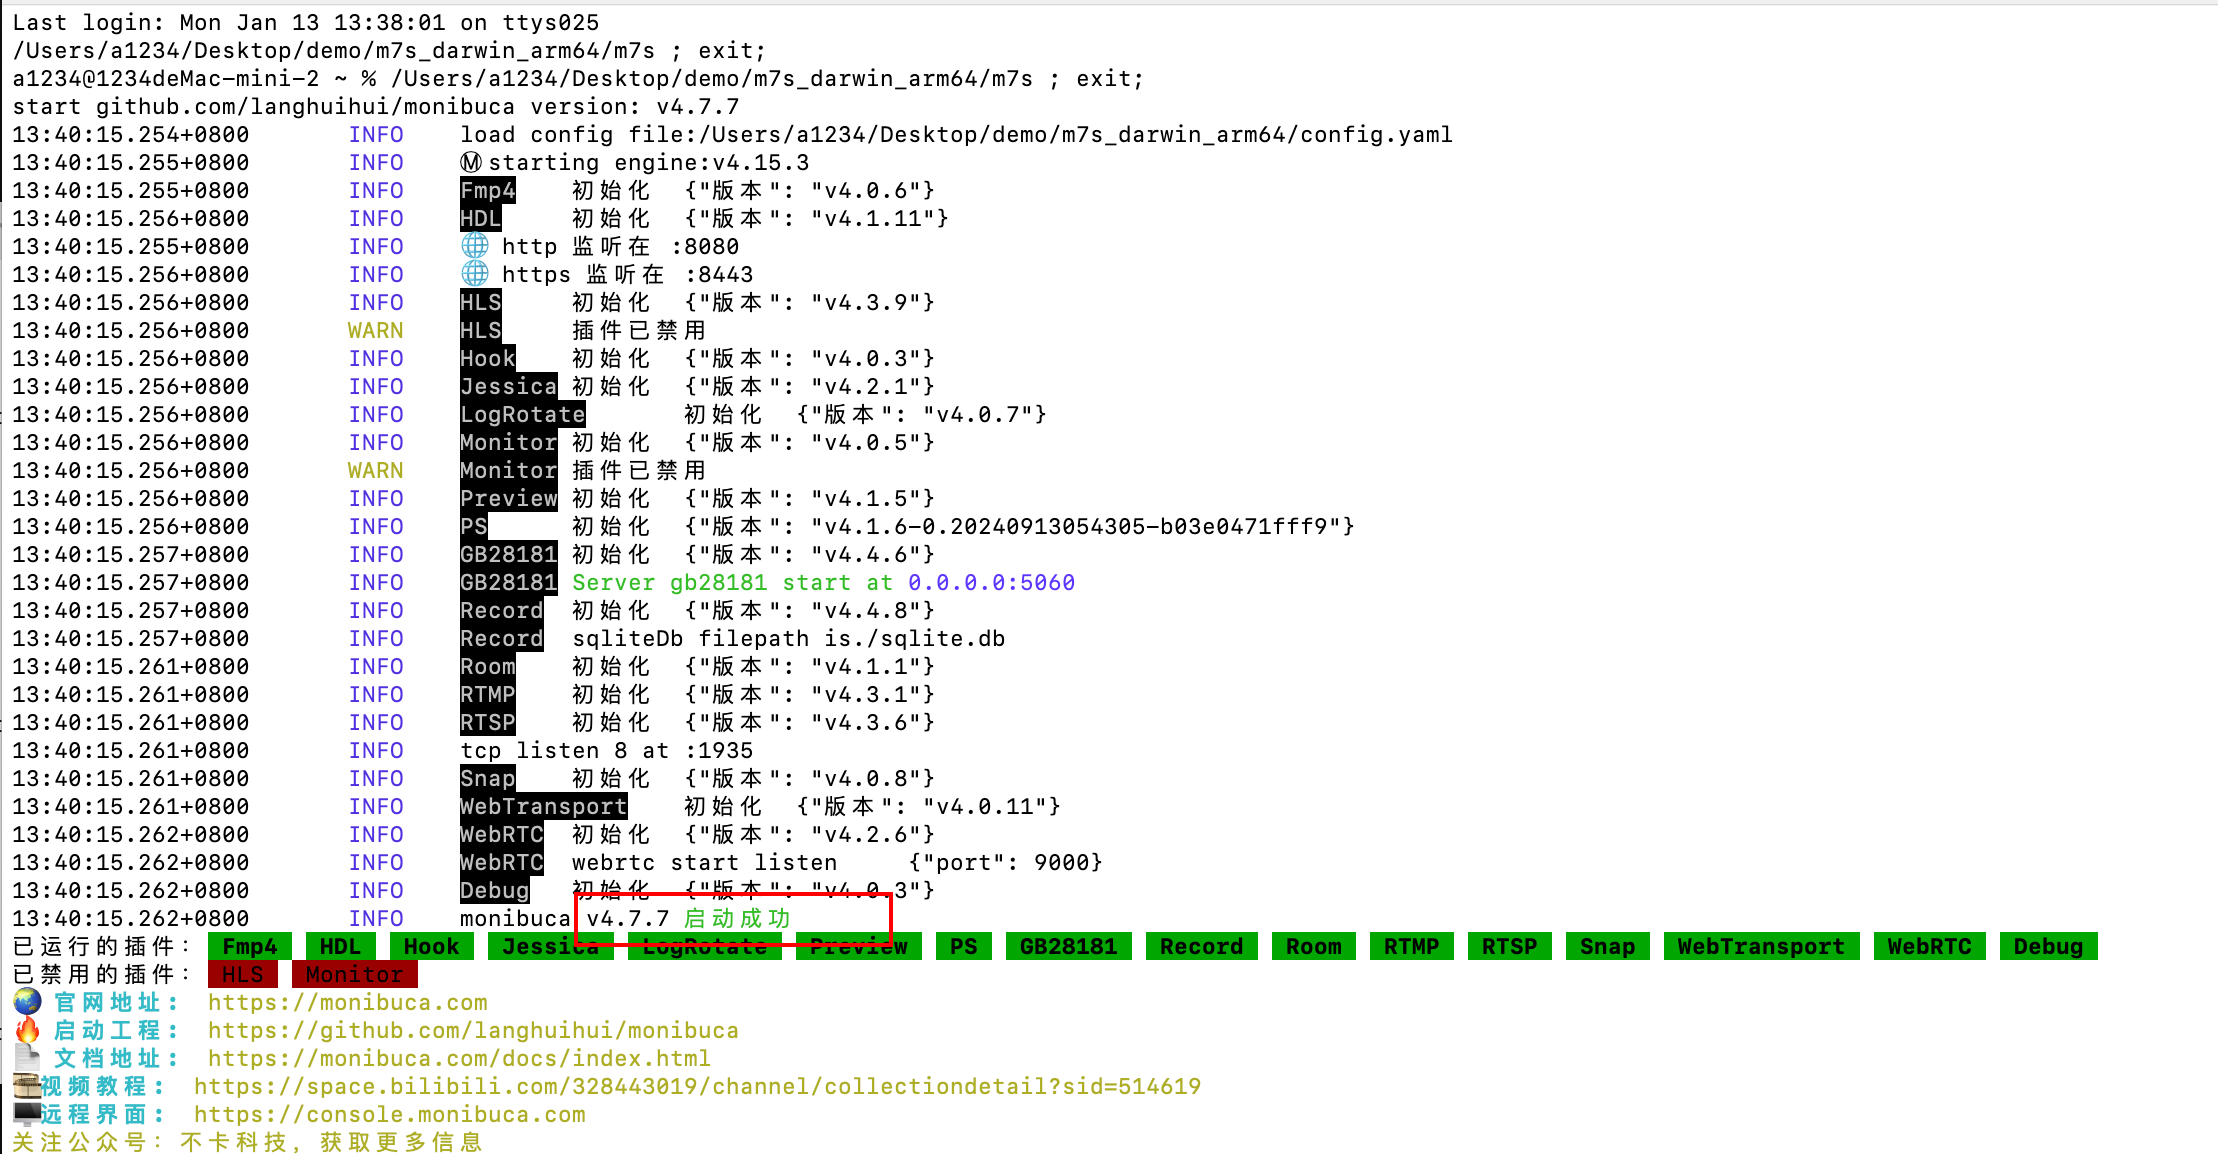 Last login: Mon Jan 13 13:38:01 on ttys025
/Users/a1234/Desktop/demo/m7s_darwin_arm64/m7s ; exit;
a1234@1234deMac-mini-2 ~ % /Users/a1234/Desktop/demo/m7s_darwin_arm64/m7s ; exit;
start github.com/langhuihui/monibuca version: v4.7.7
13:40:15.254+0800 INFO load config file:/Users/a1234/Desktop/demo/m7s_darwin_arm64/config.yaml
13:40:15.255+0800 INFO Ⓜ starting engine:v4.15.3
13:40:15.255+0800 INFO Fmp4 初始化 {"版本": "v4.0.6"}
13:40:15.256+0800 INFO HDL 初始化 {"版本": "v4.1.11"}
13:40:15.255+0800 INFO 🌐 http 监听在 :8080
13:40:15.256+0800 INFO 🌐 https 监听在 :8443
13:40:15.256+0800 INFO HLS 初始化 {"版本": "v4.3.9"}
13:40:15.256+0800 WARN HLS 插件已禁用
13:40:15.256+0800 INFO Hook 初始化 {"版本": "v4.0.3"}
13:40:15.256+0800 INFO Jessica 初始化 {"版本": "v4.2.1"}
13:40:15.256+0800 INFO LogRotate 初始化 {"版本": "v4.0.7"}
13:40:15.256+0800 INFO Monitor 初始化 {"版本": "v4.0.5"}
13:40:15.256+0800 WARN Monitor 插件已禁用
13:40:15.256+0800 INFO Preview 初始化 {"版本": "v4.1.5"}
13:40:15.256+0800 INFO PS 初始化 {"版本": "v4.1.6-0.20240913054305-b03e0471fff9"}
13:40:15.257+0800 INFO GB28181 初始化 {"版本": "v4.4.6"}
13:40:15.257+0800 INFO GB28181 Server gb28181 start at 0.0.0.0:5060
13:40:15.257+0800 INFO Record 初始化 {"版本": "v4.4.8"}
13:40:15.257+0800 INFO Record sqliteDb filepath is./sqlite.db
13:40:15.261+0800 INFO Room 初始化 {"版本": "v4.1.1"}
13:40:15.261+0800 INFO RTMP 初始化 {"版本": "v4.3.1"}
13:40:15.261+0800 INFO RTSP 初始化 {"版本": "v4.3.6"}
13:40:15.261+0800 INFO tcp listen 8 at :1935
13:40:15.261+0800 INFO Snap 初始化 {"版本": "v4.0.8"}
13:40:15.261+0800 INFO WebTransport 初始化 {"版本": "v4.0.11"}
13:40:15.262+0800 INFO WebRTC 初始化 {"版本": "v4.2.6"}
13:40:15.262+0800 INFO WebRTC webrtc start listen {"port": 9000}
13:40:15.262+0800 INFO Debug 初始化 {"版本": "v4.0.3"}
13:40:15.262+0800 INFO monibuca v4.7.7 启动成功
已运行的插件： Fmp4 HDL Hook Jessica LogRotate Preview PS GB28181 Record Room RTMP RTSP Snap WebTransport WebRTC Debug
已禁用的插件： HLS Monitor
🌏 官网地址： https://monibuca.com
🔥 启动工程： https://github.com/langhuihui/monibuca
📄 文档地址： https://monibuca.com/docs/index.html
🎞视频教程： https://space.bilibili.com/328443019/channel/collectiondetail?sid=514619
🖥远程界面： https://console.monibuca.com
关注公众号：不卡科技，获取更多信息